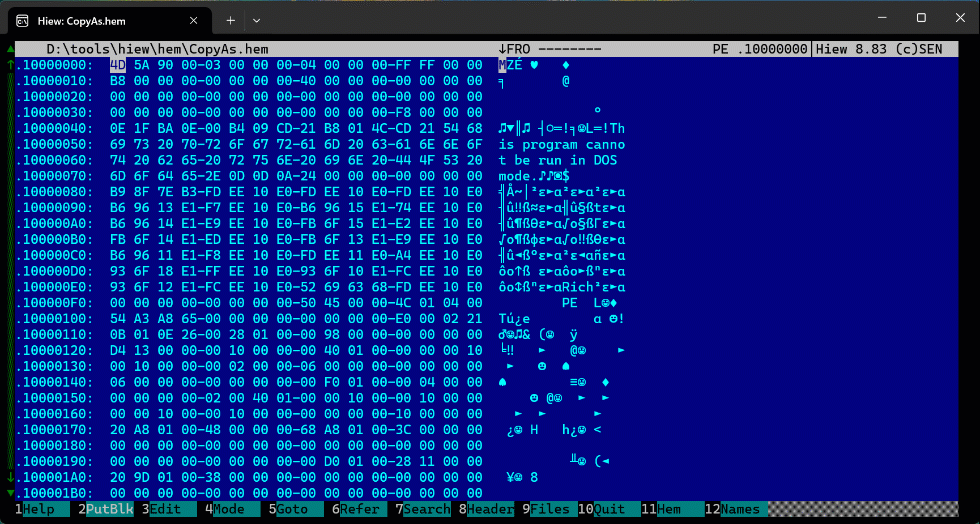 Hiew: CopyAs.hem
D:\tools\hiew\hem\CopyAs.hem ↓FRO -------- PE .10000000│Hiew 8.83 (c)SEN
.10000000: 4D 5A 90 00-03 00 00 00-04 00 00 00-FF FF 00 00 MZÉ ♥ ♦
.10000010: B8 00 00 00-00 00 00 00-40 00 00 00-00 00 00 00 ╕ @
.10000020: 00 00 00 00-00 00 00 00-00 00 00 00-00 00 00 00
.10000030: 00 00 00 00-00 00 00 00-00 00 00 00-F8 00 00 00 °
.10000040: 0E 1F BA 0E-00 B4 09 CD-21 B8 01 4C-CD 21 54 68 ♫▼║♫ ┤○═!╕☺L═!Th
.10000050: 69 73 20 70-72 6F 67 72-61 6D 20 63-61 6E 6E 6F is program canno
.10000060: 74 20 62 65-20 72 75 6E-20 69 6E 20-44 4F 53 20 t be run in DOS
.10000070: 6D 6F 64 65-2E 0D 0D 0A-24 00 00 00-00 00 00 00 mode.♪♪◙$
.10000080: B9 8F 7E B3-FD EE 10 E0-FD EE 10 E0-FD EE 10 E0 ╣Å~│²ε►α²ε►α²ε►α
.10000090: B6 96 13 E1-F7 EE 10 E0-B6 96 15 E1-74 EE 10 E0 ╢û‼ß≈ε►α╢û§ßtε►α
.100000A0: B6 96 14 E1-E9 EE 10 E0-FB 6F 15 E1-E2 EE 10 E0 ╢û¶ßΘε►α√o§ßΓε►α
.100000B0: FB 6F 14 E1-ED EE 10 E0-FB 6F 13 E1-E9 EE 10 E0 √o¶ßφε►α√o‼ßΘε►α
.100000C0: B6 96 11 E1-F8 EE 10 E0-FD EE 11 E0-A4 EE 10 E0 ╢û◄ß°ε►α²ε◄αñε►α
.100000D0: 93 6F 18 E1-FF EE 10 E0-93 6F 10 E1-FC EE 10 E0 ôo↑ß ε►αôo►ßⁿε►α
.100000E0: 93 6F 12 E1-FC EE 10 E0-52 69 63 68-FD EE 10 E0 ôo↕ßⁿε►αRich²ε►α
.100000F0: 00 00 00 00-00 00 00 00-50 45 00 00-4C 01 04 00 PE L☺♦
.10000100: 54 A3 A8 65-00 00 00 00-00 00 00 00-E0 00 02 21 Tú¿e α ☻!
.10000110: 0B 01 0E 26-00 28 01 00-00 98 00 00-00 00 00 00 ♂☺♫& (☺ ÿ
.10000120: D4 13 00 00-00 10 00 00-00 40 01 00-00 00 00 10 ╘‼ ► @☺ ►
.10000130: 00 10 00 00-00 02 00 00-06 00 00 00-00 00 00 00 ► ☻ ♠
.10000140: 06 00 00 00-00 00 00 00-00 F0 01 00-00 04 00 00 ♠ ≡☺ ♦
.10000150: 00 00 00 00-02 00 40 01-00 00 10 00-00 10 00 00 ☻ @☺ ► ►
.10000160: 00 00 10 00-00 10 00 00-00 00 00 00-10 00 00 00 ► ► ►
.10000170: 20 A8 01 00-48 00 00 00-68 A8 01 00-3C 00 00 00 ¿☺ H h¿☺ <
.10000180: 00 00 00 00-00 00 00 00-00 00 00 00-00 00 00 00
.10000190: 00 00 00 00-00 00 00 00-00 D0 01 00-28 11 00 00 ╨☺ (◄
.100001A0: 20 9D 01 00-38 00 00 00-00 00 00 00-00 00 00 00 ¥☺ 8
.100001B0: 00 00 00 00-00 00 00 00-00 00 00 00-00 00 00 00
1Help 2PutBlk 3Edit 4Mode 5Goto 6Refer 7Search 8Header 9Files 10Quit 11Hem 12Names